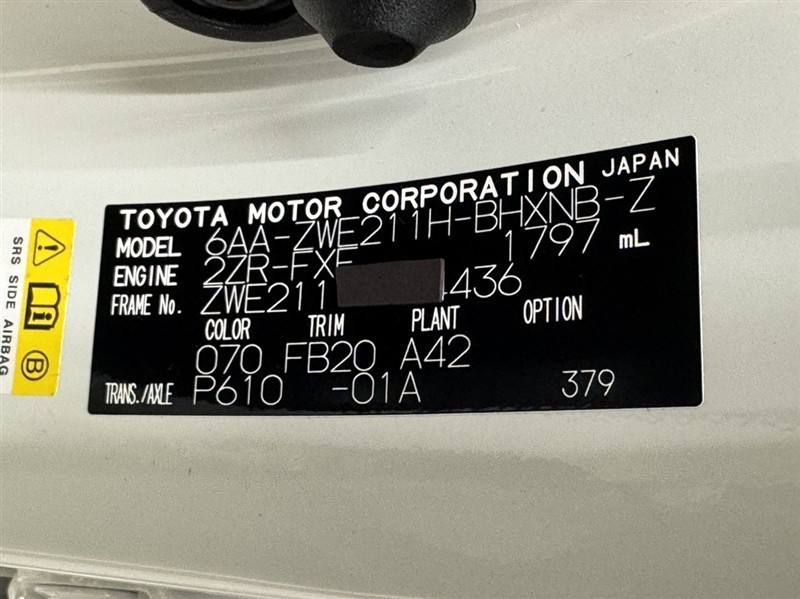 TOYOTA MOTOR CORPORATION JAPAN
MODEL 6AA-ZWE211H-BHXNB-Z
ENGINE 2ZR-FXE 1797 mL
FRAME No. ZWE211 436
COLOR TRIM PLANT OPTION
070 FB20 A42
TRANS./AXLE P610 -01A 379
SRS SIDE AIRBAG
B